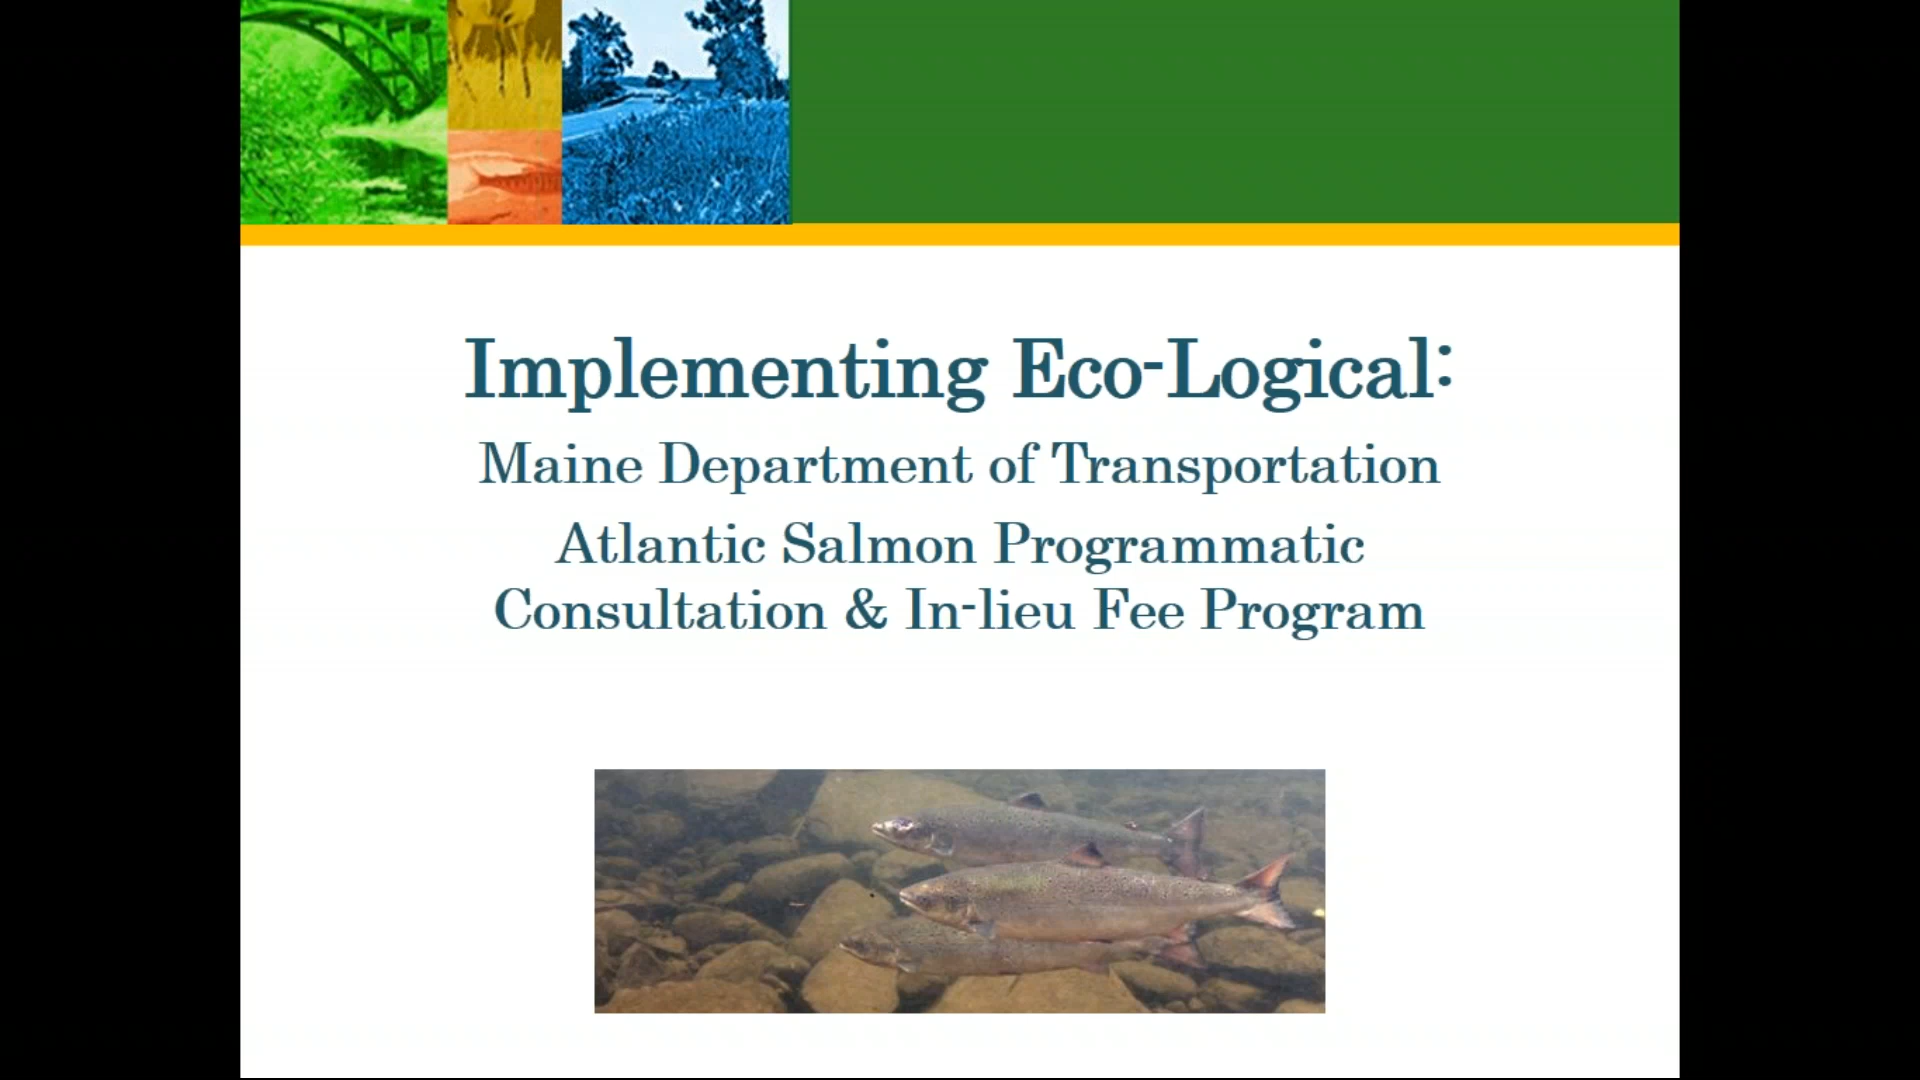 Implementing Eco-Logical:
Maine Department of Transportation
Atlantic Salmon Programmatic
Consultation & In-lieu Fee Program